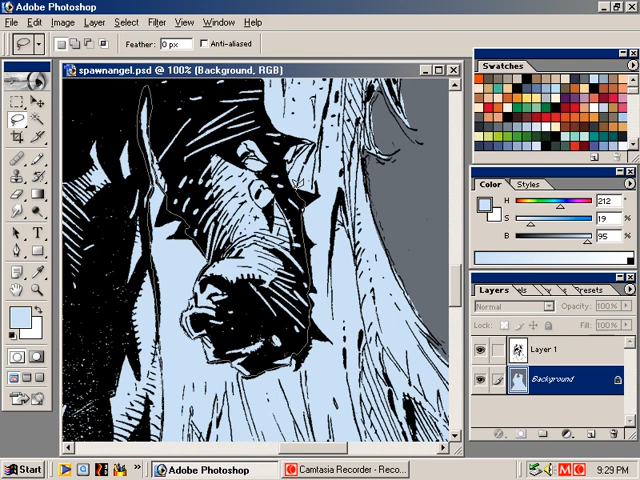 Adobe Photoshop
File Edit Image Layer Select Filter View Window Help
Feather: 0 px Anti-aliased
spawnangel.psd @ 100% (Background, RGB)
Swatches
Color Styles
H 212 °
S 19 %
B 95 %
Layers els resets
Normal Opacity: 100%
Lock: Fill: 100%
Layer 1
Background
Start Adobe Photoshop Camtasia Recorder - Reco... 9:29 PM